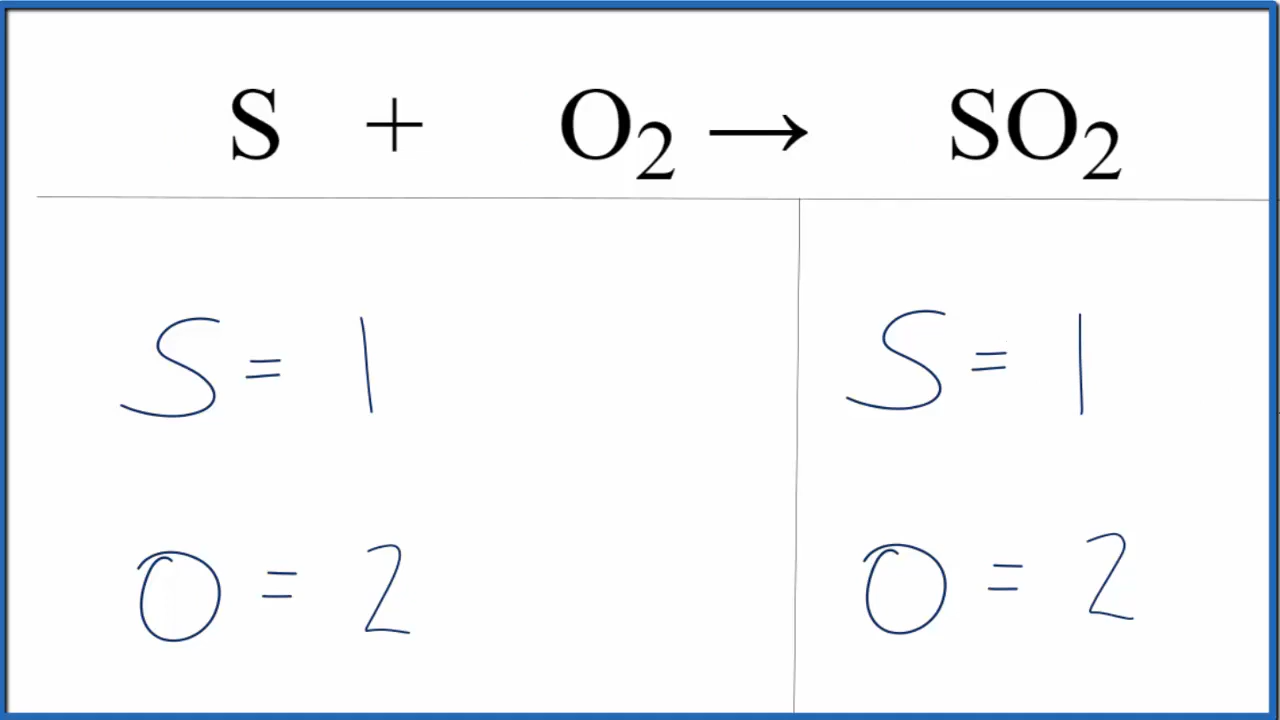 S + O₂ → SO₂
S = 1 S = 1
O = 2 O = 2